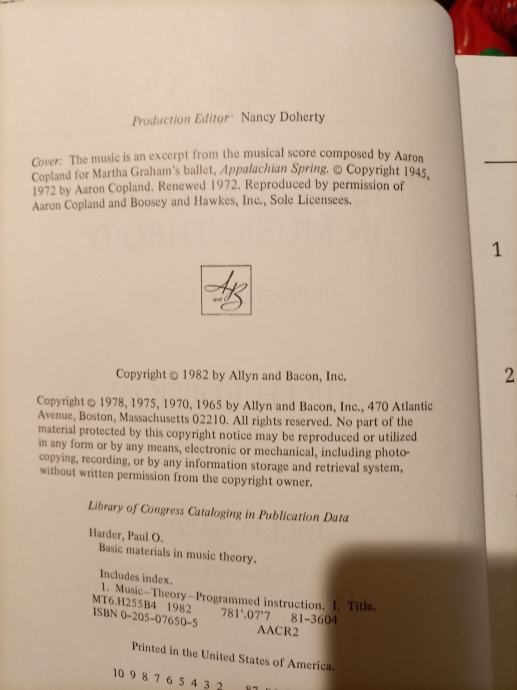 Production Editor: Nancy Doherty
Cover: The music is an excerpt from the musical score composed by Aaron
Copland for Martha Graham's ballet, Appalachian Spring. © Copyright 1945,
1972 by Aaron Copland. Renewed 1972. Reproduced by permission of
Aaron Copland and Boosey and Hawkes, Inc., Sole Licensees.
A and B
Copyright © 1982 by Allyn and Bacon, Inc.
Copyright © 1978, 1975, 1970, 1965 by Allyn and Bacon, Inc., 470 Atlantic
Avenue, Boston, Massachusetts 02210. All rights reserved. No part of the
material protected by this copyright notice may be reproduced or utilized
in any form or by any means, electronic or mechanical, including photo-
copying, recording, or by any information storage and retrieval system,
without written permission from the copyright owner.
Library of Congress Cataloging in Publication Data
Harder, Paul O.
Basic materials in music theory.
Includes index.
1. Music—Theory—Programmed instruction. I. Title.
MT6.H255B4 1982 781'.07'7 81-3604
ISBN 0-205-07650-5 AACR2
Printed in the United States of America.
10 9 8 7 6 5 4 3 2
1
2